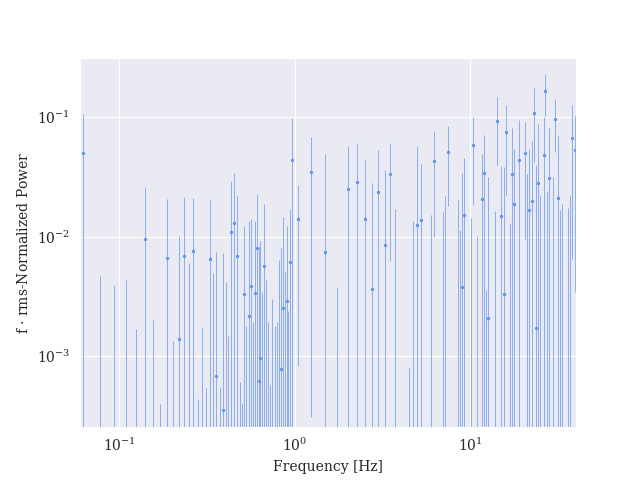 10⁻¹
10⁻²
10⁻³
f · rms-Normalized Power
10⁻¹ 10⁰ 10¹
Frequency [Hz]